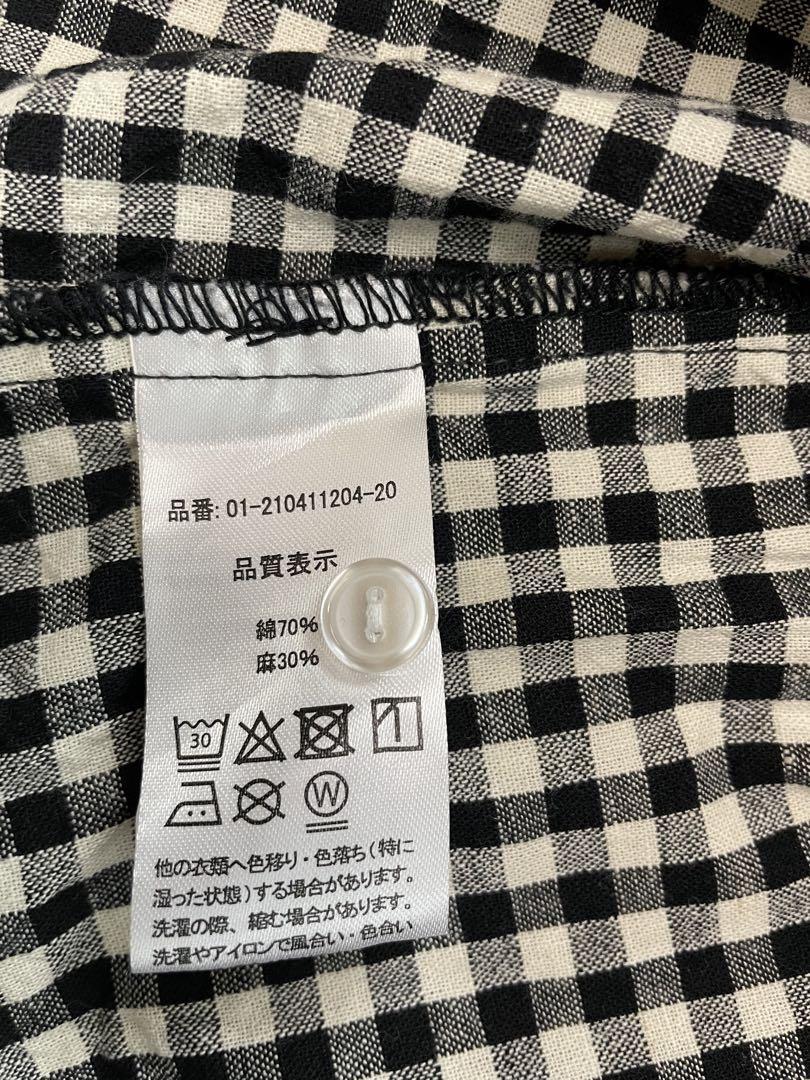 品番: 01-210411204-20
品質表示
綿70%
麻30%
30
W
他の衣類へ色移り・色落ち(特に
湿った状態)する場合があります。
洗濯の際、縮む場合があります。
洗濯やアイロンで風合い・色合い